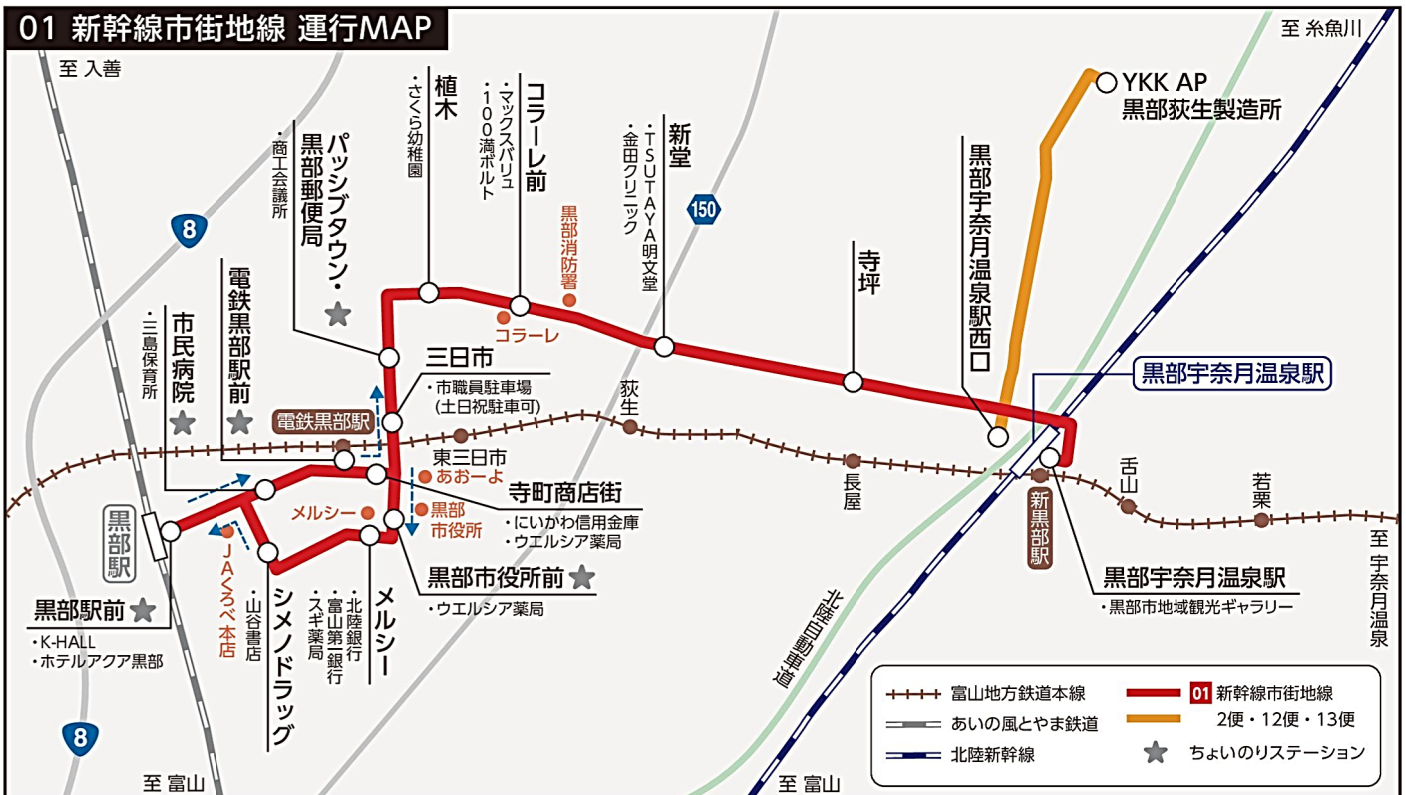 01 新幹線市街地線 運行MAP
至 入善
至 糸魚川
8
150
YKK AP
黒部荻生製造所
植木
・さくら幼稚園
コラーレ前
・マックスバリュ
・100満ボルト
新堂
・TSUTAYA明文堂
・金田クリニック
パッシブタウン・
黒部郵便局
・商工会議所
黒部消防署
コラーレ
寺坪
黒部宇奈月温泉駅西口
黒部宇奈月温泉駅
電鉄黒部駅前
市民病院
・三島保育所
三日市
・市職員駐車場
(土日祝駐車可)
電鉄黒部駅
東三日市
荻生
長屋
新黒部駅
舌山
若栗
至 宇奈月温泉
あおーよ
寺町商店街
・にいかわ信用金庫
・ウエルシア薬局
メルシー
黒部
市役所
黒部市役所前
・ウエルシア薬局
黒部宇奈月温泉駅
・黒部市地域観光ギャラリー
黒部駅
黒部駅前
・K-HALL
・ホテルアクア黒部
JAくろべ本店
シメノドラッグ
・山谷書店
メルシー
・北陸銀行
・富山第一銀行
・スギ薬局
北陸自動車道
8
至 富山
至 富山
富山地方鉄道本線
あいの風とやま鉄道
北陸新幹線
01 新幹線市街地線
2便・12便・13便
ちょいのりステーション